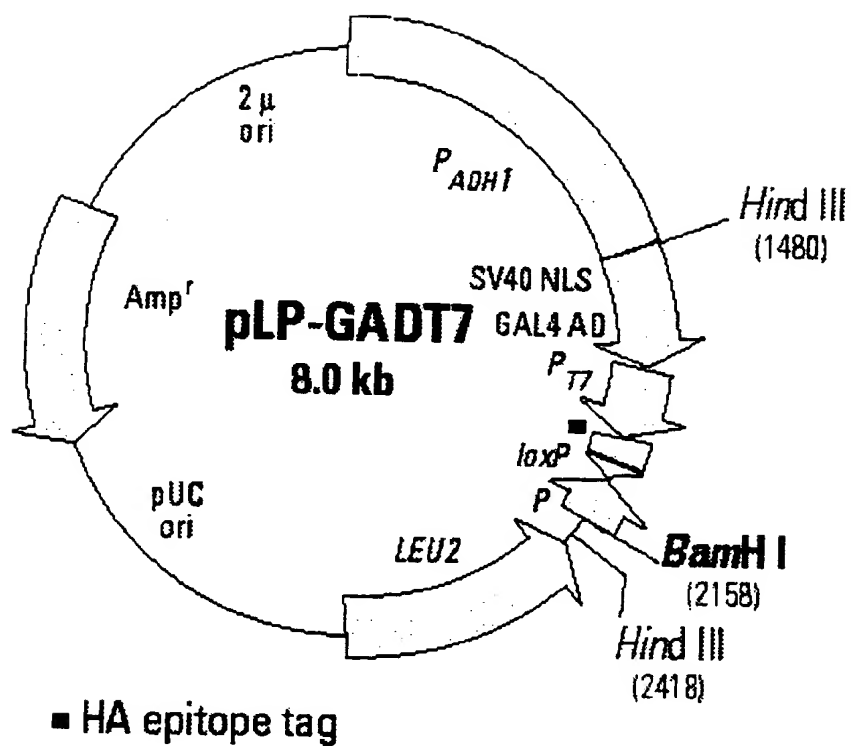 2 μ
ori
P ADH1
Hind III
(1480)
SV40 NLS
Ampʳ
pLP-GADT7
GAL4 AD
8.0 kb
P T7
loxP
pUC
ori
P
LEU2
BamH I
(2158)
Hind III
(2418)
■ HA epitope tag